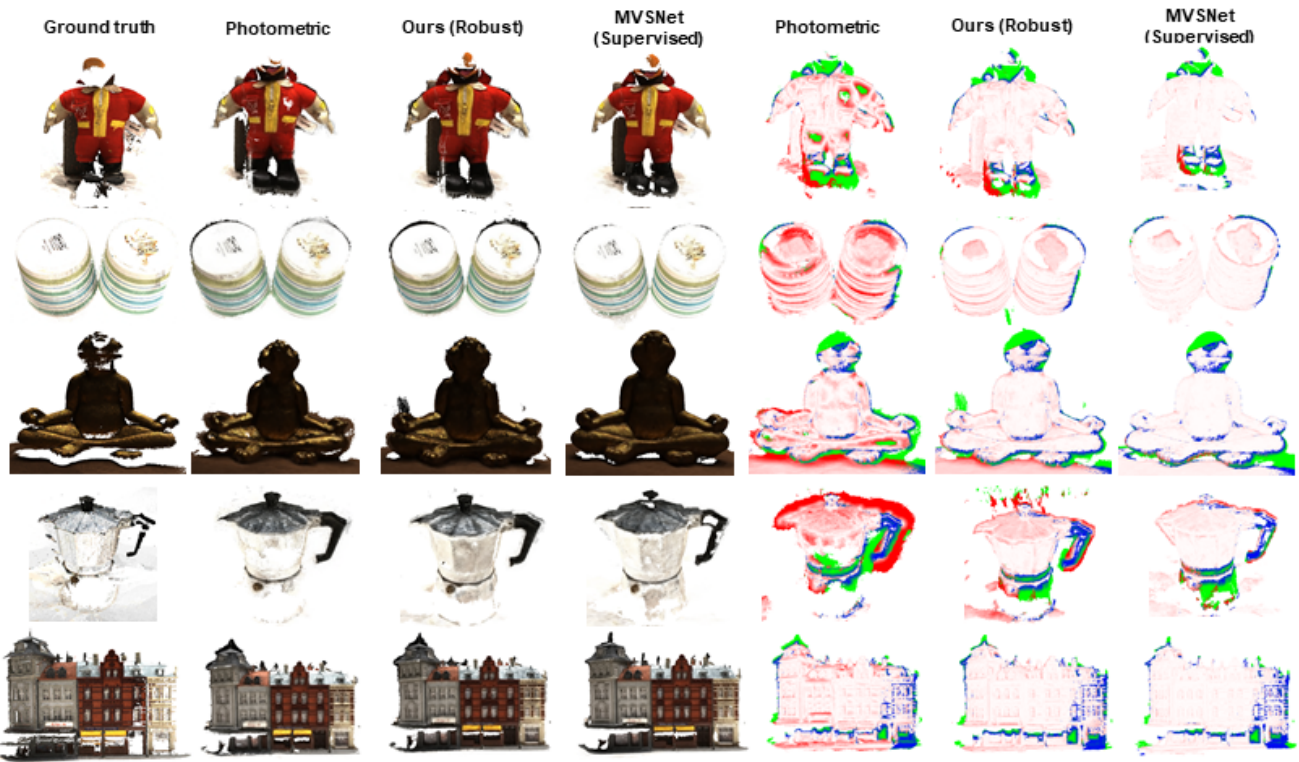 Ground truth
Photometric
Ours (Robust)
MVSNet
(Supervised)
Photometric
Ours (Robust)
MVSNet
(Supervised)